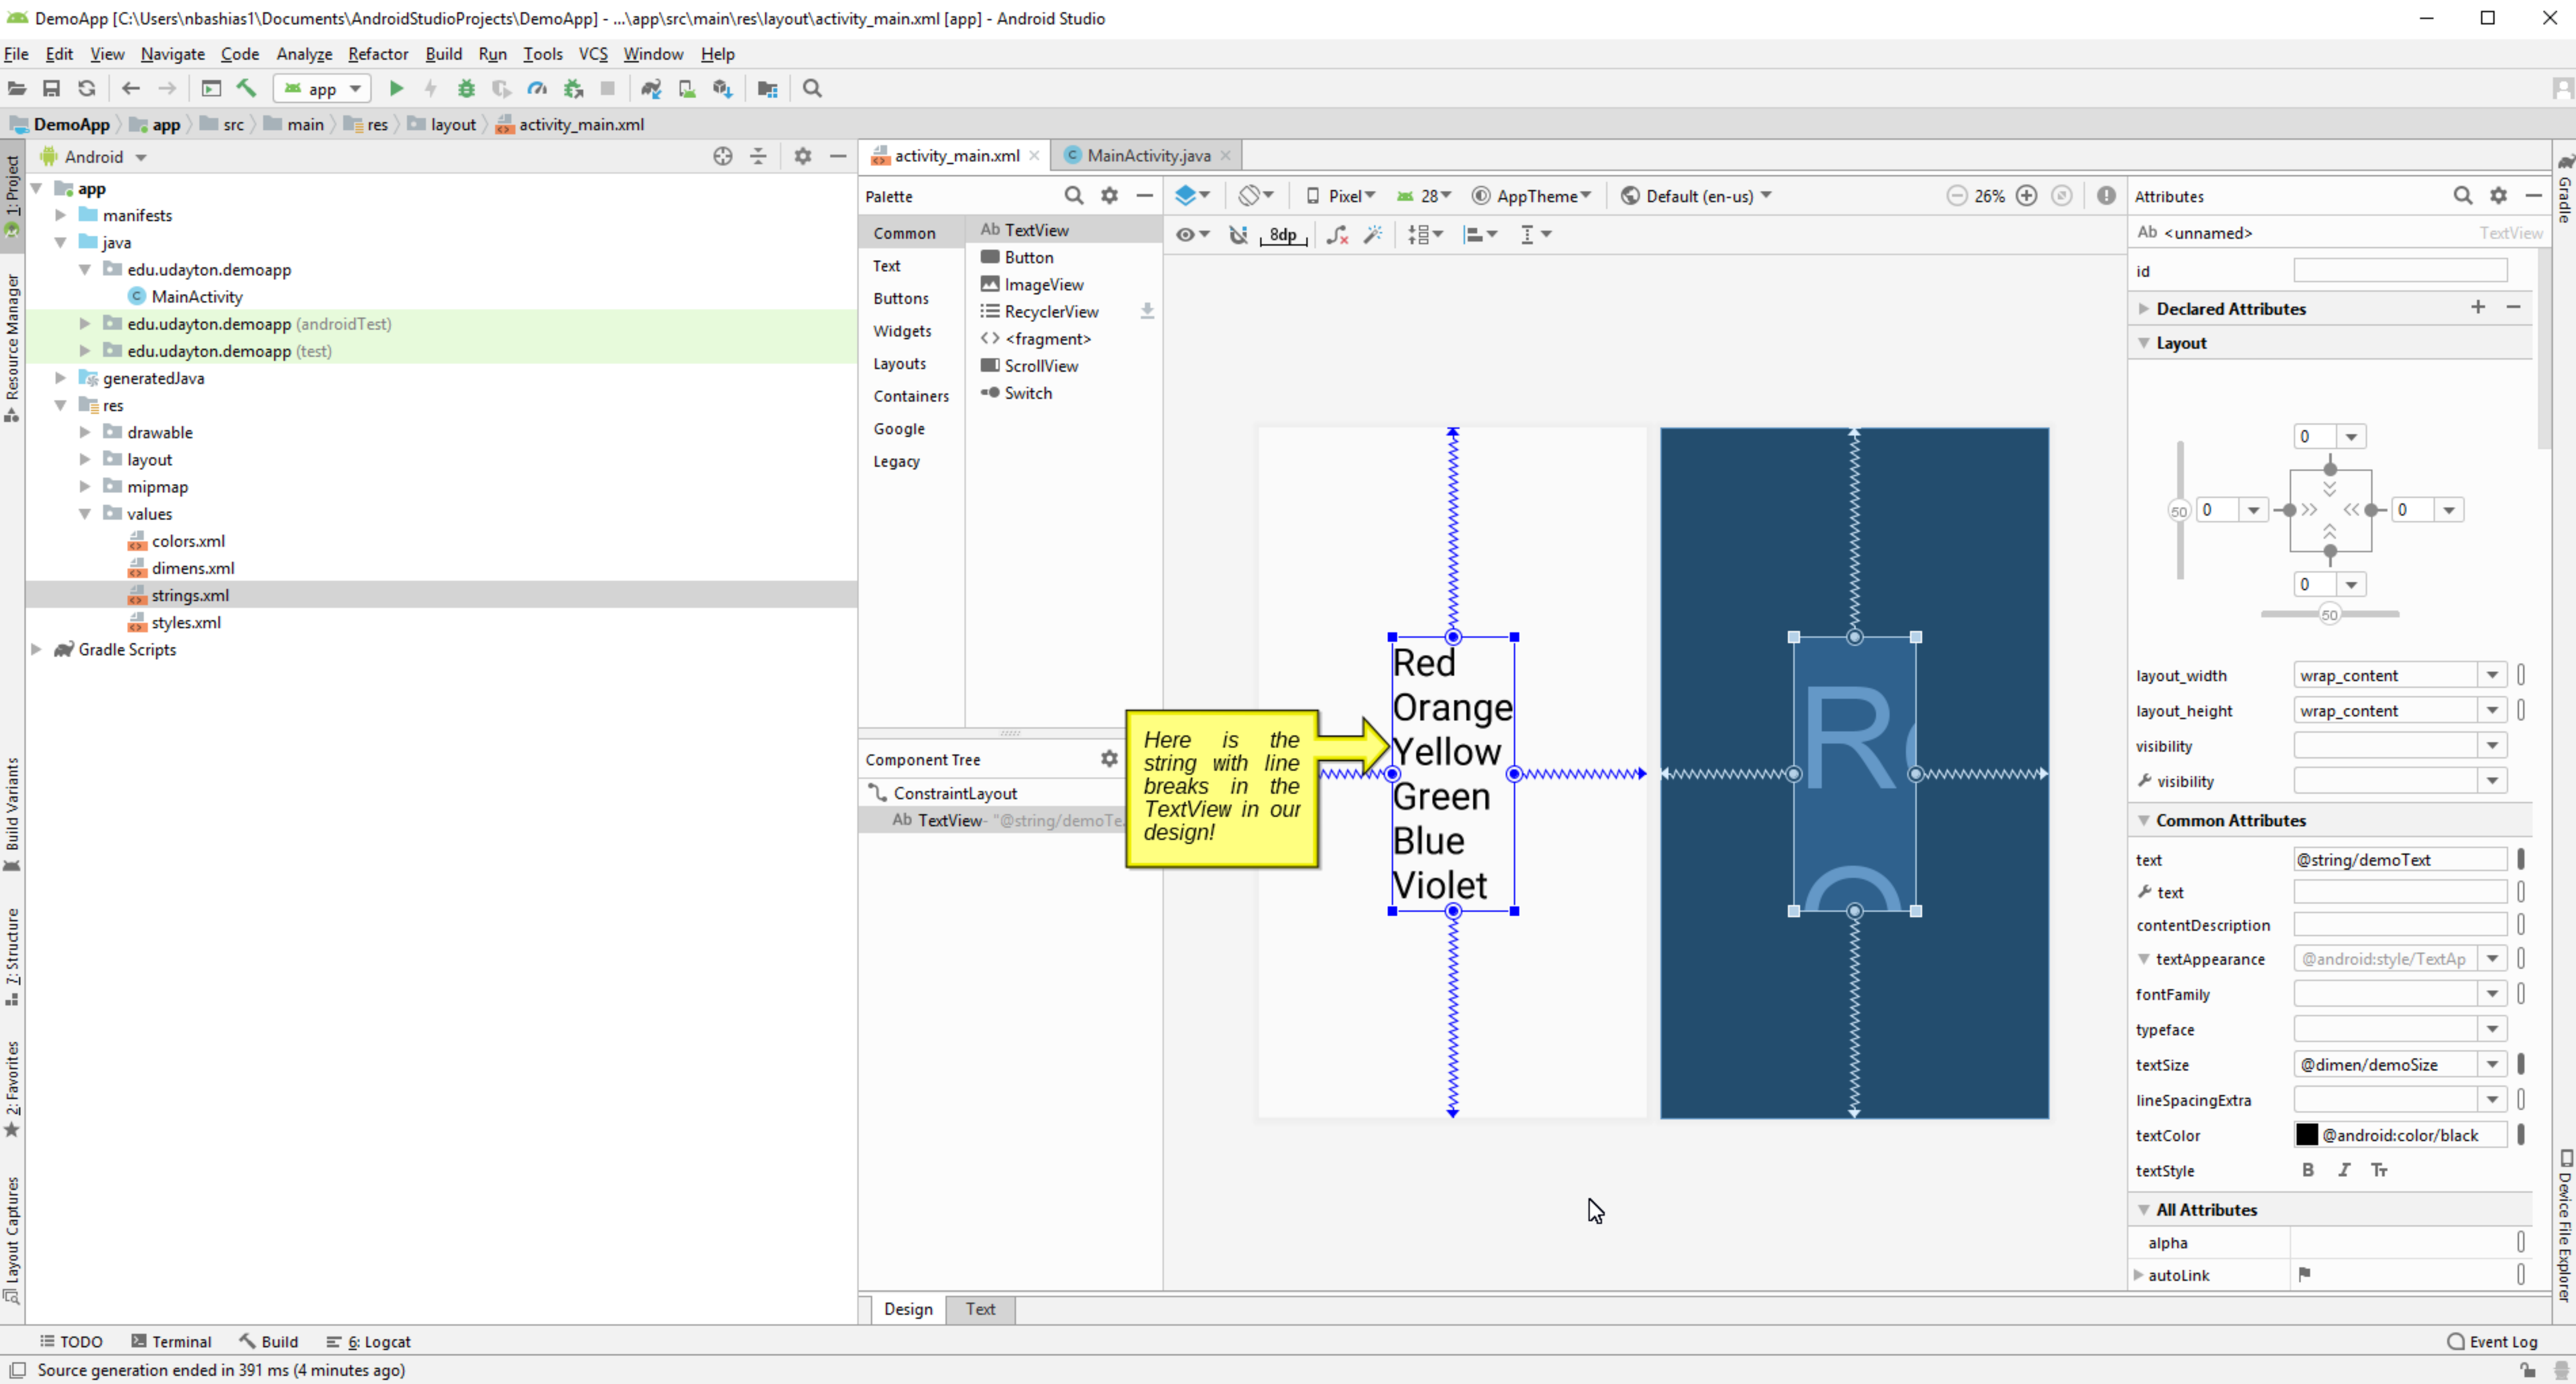 DemoApp [C:\Users\nbashias1\Documents\AndroidStudioProjects\DemoApp] - ...\app\src\main\res\layout\activity_main.xml [app] - Android Studio
File Edit View Navigate Code Analyze Refactor Build Run Tools VCS Window Help
app
DemoApp app src main res layout activity_main.xml
1: Project
Resource Manager
Build Variants
7: Structure
2: Favorites
Layout Captures
Android
app
manifests
java
edu.udayton.demoapp
MainActivity
edu.udayton.demoapp (androidTest)
edu.udayton.demoapp (test)
generatedJava
res
drawable
layout
mipmap
values
colors.xml
dimens.xml
strings.xml
styles.xml
Gradle Scripts
activity_main.xml MainActivity.java
Palette
Common
Text
Buttons
Widgets
Layouts
Containers
Google
Legacy
Ab TextView
Button
ImageView
RecyclerView
<fragment>
ScrollView
Switch
Component Tree
ConstraintLayout
Ab TextView- "@string/demoTe
Pixel 28 AppTheme Default (en-us) 26%
8dp
Here is the
string with line
breaks in the
TextView in our
design!
Red
Orange
Yellow
Green
Blue
Violet
R
Design Text
Attributes
Ab <unnamed> TextView
id
Declared Attributes
Layout
0
50 0 0
0
50
layout_width wrap_content
layout_height wrap_content
visibility
visibility
Common Attributes
text @string/demoText
text
contentDescription
textAppearance @android:style/TextAp
fontFamily
typeface
textSize @dimen/demoSize
lineSpacingExtra
textColor @android:color/black
textStyle B I Tт
All Attributes
alpha
autoLink
Gradle
Device File Explorer
TODO Terminal Build 6: Logcat Event Log
Source generation ended in 391 ms (4 minutes ago)